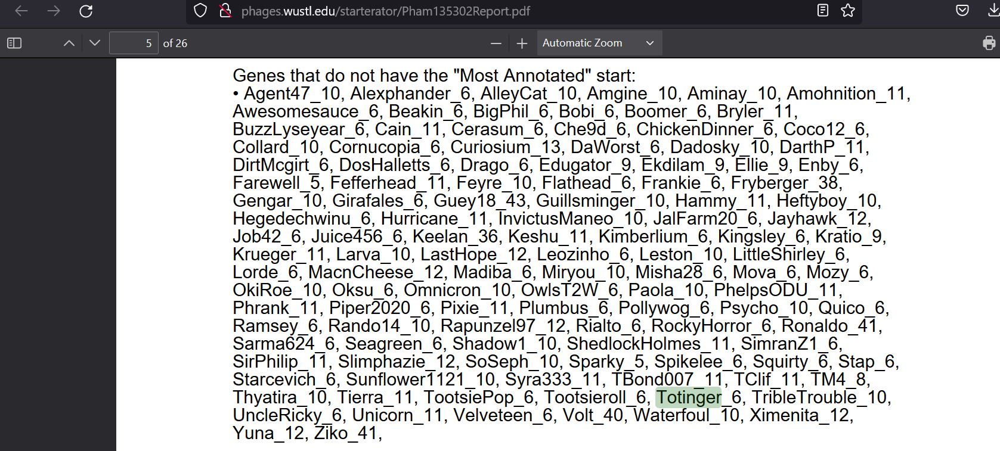 phages.wustl.edu/starterator/Pham135302Report.pdf
5 of 26
Automatic Zoom
Genes that do not have the "Most Annotated" start:
• Agent47_10, Alexphander_6, AlleyCat_10, Amgine_10, Aminay_10, Amohnition_11,
Awesomesauce_6, Beakin_6, BigPhil_6, Bobi_6, Boomer_6, Bryler_11,
BuzzLyseyear_6, Cain_11, Cerasum_6, Che9d_6, ChickenDinner_6, Coco12_6,
Collard_10, Cornucopia_6, Curiosium_13, DaWorst_6, Dadosky_10, DarthP_11,
DirtMcgirt_6, DosHalletts_6, Drago_6, Edugator_9, Ekdilam_9, Ellie_9, Enby_6,
Farewell_5, Fefferhead_11, Feyre_10, Flathead_6, Frankie_6, Fryberger_38,
Gengar_10, Girafales_6, Guey18_43, Guillsminger_10, Hammy_11, Heftyboy_10,
Hegedechwinu_6, Hurricane_11, InvictusManeo_10, JalFarm20_6, Jayhawk_12,
Job42_6, Juice456_6, Keelan_36, Keshu_11, Kimberlium_6, Kingsley_6, Kratio_9,
Krueger_11, Larva_10, LastHope_12, Leozinho_6, Leston_10, LittleShirley_6,
Lorde_6, MacnCheese_12, Madiba_6, Miryou_10, Misha28_6, Mova_6, Mozy_6,
OkiRoe_10, Oksu_6, Omnicron_10, OwlsT2W_6, Paola_10, PhelpsODU_11,
Phrank_11, Piper2020_6, Pixie_11, Plumbus_6, Pollywog_6, Psycho_10, Quico_6,
Ramsey_6, Rando14_10, Rapunzel97_12, Rialto_6, RockyHorror_6, Ronaldo_41,
Sarma624_6, Seagreen_6, Shadow1_10, ShedlockHolmes_11, SimranZ1_6,
SirPhilip_11, Slimphazie_12, SoSeph_10, Sparky_5, Spikelee_6, Squirty_6, Stap_6,
Starcevich_6, Sunflower1121_10, Syra333_11, TBond007_11, TClif_11, TM4_8,
Thyatira_10, Tierra_11, TootsiePop_6, Tootsieroll_6, Totinger_6, TribleTrouble_10,
UncleRicky_6, Unicorn_11, Velveteen_6, Volt_40, Waterfoul_10, Ximenita_12,
Yuna_12, Ziko_41,